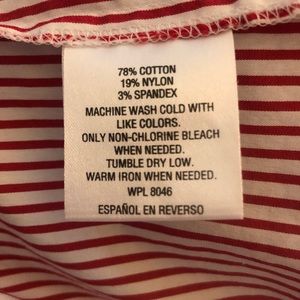 78% COTTON
19% NYLON
3% SPANDEX
MACHINE WASH COLD WITH
LIKE COLORS.
ONLY NON-CHLORINE BLEACH
WHEN NEEDED.
TUMBLE DRY LOW.
WARM IRON WHEN NEEDED.
WPL 8046
ESPAÑOL EN REVERSO